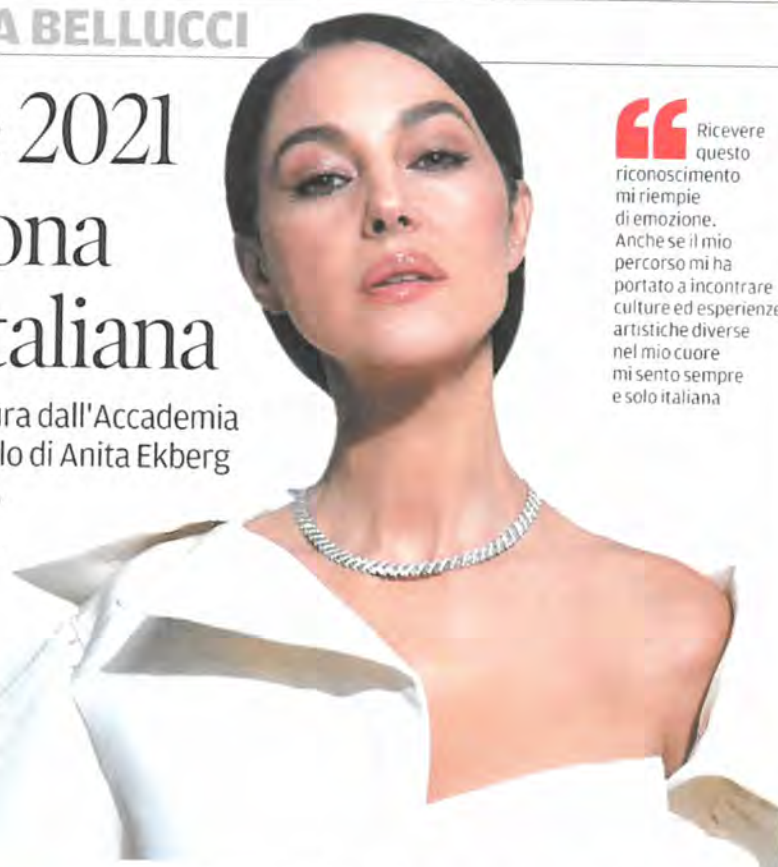 A BELLUCCI
2021
ona
taliana
ura dall'Accademia
lo di Anita Ekberg
“ Ricevere
questo
riconoscimento
mi riempie
di emozione.
Anche se il mio
percorso mi ha
portato a incontrare
culture ed esperienze
artistiche diverse
nel mio cuore
mi sento sempre
e solo italiana